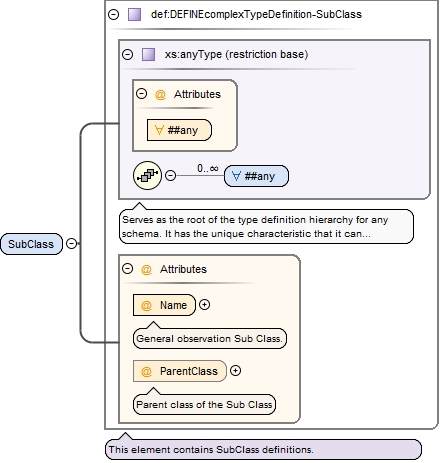 def:DEFINEcomplexTypeDefinition-SubClass
xs:anyType (restriction base)
@ Attributes
∀ ##any
0..∞
∀ ##any
Serves as the root of the type definition hierarchy for any
schema. It has the unique characteristic that it can...
SubClass
@ Attributes
@ Name
General observation Sub Class.
@ ParentClass
Parent class of the Sub Class
This element contains SubClass definitions.